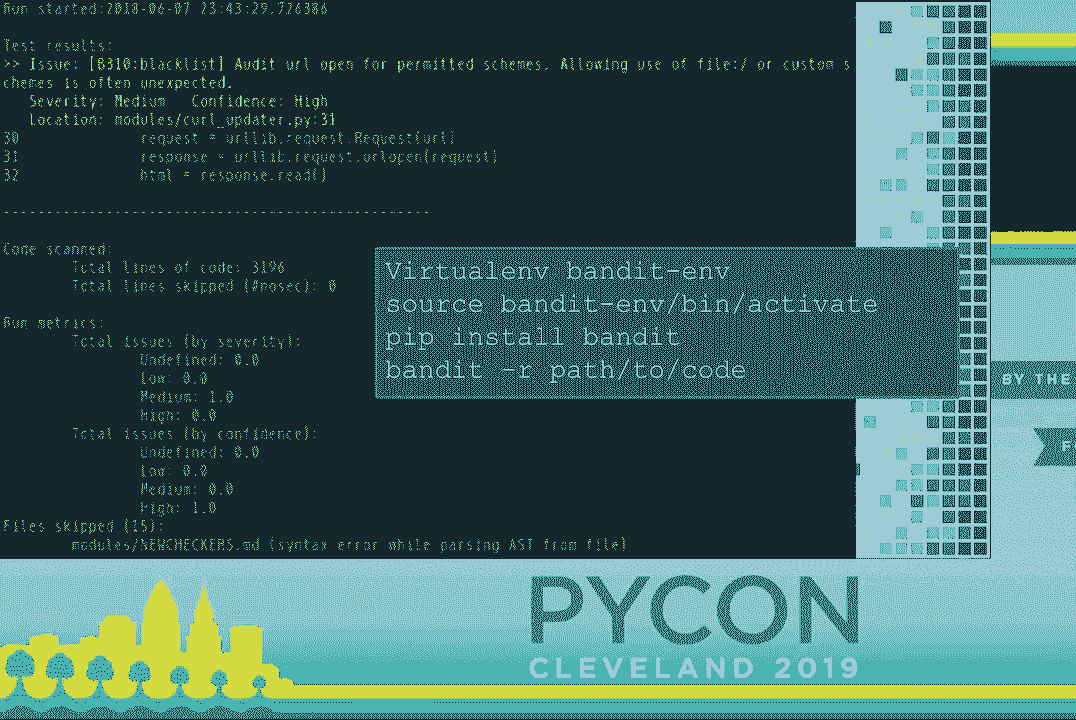 Run started:2018-06-07 23:43:29.726386
Test results:
>> Issue: [B310:blacklist] Audit url open for permitted schemes. Allowing use of file:/ or custom s
chemes is often unexpected.
Severity: Medium Confidence: High
Location: modules/curl_updater.py:31
30 request = urllib.request.Request(url)
31 response = urllib.request.urlopen(request)
32 html = response.read()
--------------------------------------------------
Code scanned:
Total lines of code: 3196
Total lines skipped (#nosec): 0
Run metrics:
Total issues (by severity):
Undefined: 0.0
Low: 0.0
Medium: 1.0
High: 0.0
Total issues (by confidence):
Undefined: 0.0
Low: 0.0
Medium: 0.0
High: 1.0
Files skipped (15):
modules/NEWCHECKERS.md (syntax error while parsing AST from file)
Virtualenv bandit-env
source bandit-env/bin/activate
pip install bandit
bandit -r path/to/code
BY THE
PYCON
CLEVELAND 2019